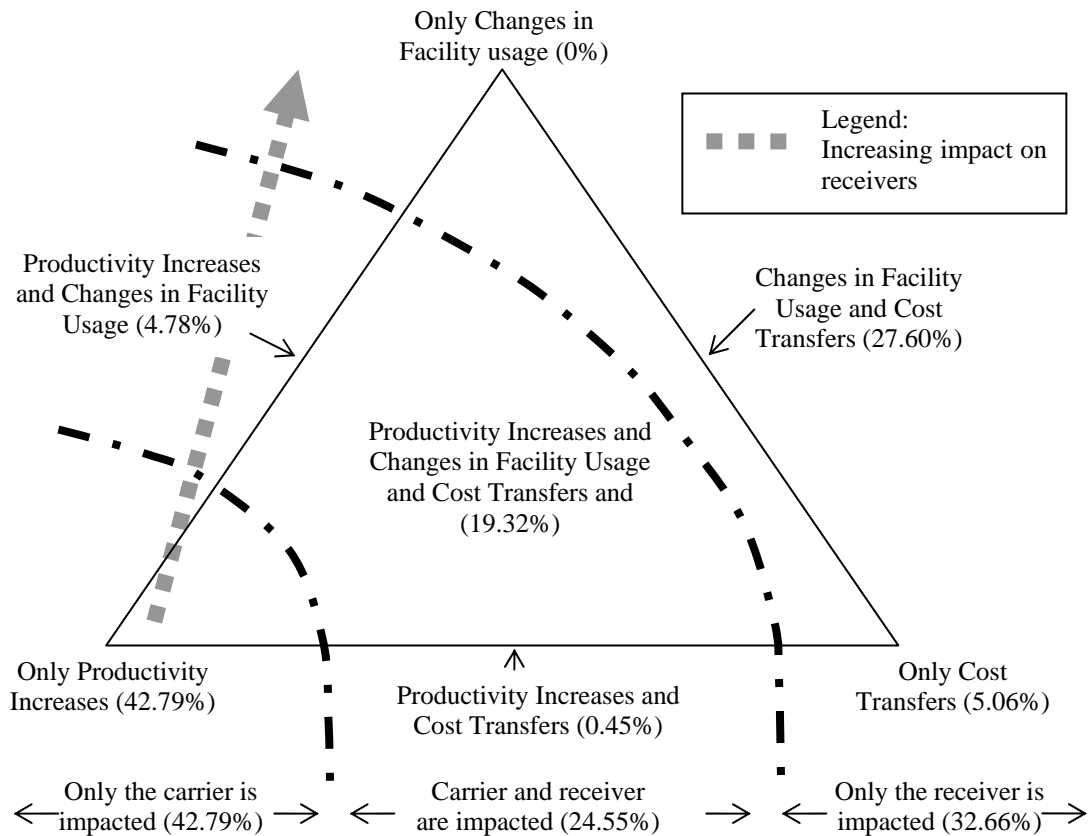 Only Changes in
Facility usage (0%)
Legend:
Increasing impact on
receivers
Productivity Increases
and Changes in Facility
Usage (4.78%)
Changes in Facility
Usage and Cost
Transfers (27.60%)
Productivity Increases and
Changes in Facility Usage
and Cost Transfers and
(19.32%)
Only Productivity
Increases (42.79%)
Productivity Increases and
Cost Transfers (0.45%)
Only Cost
Transfers (5.06%)
Only the carrier is
impacted (42.79%)
Carrier and receiver
are impacted (24.55%)
Only the receiver is
impacted (32.66%)